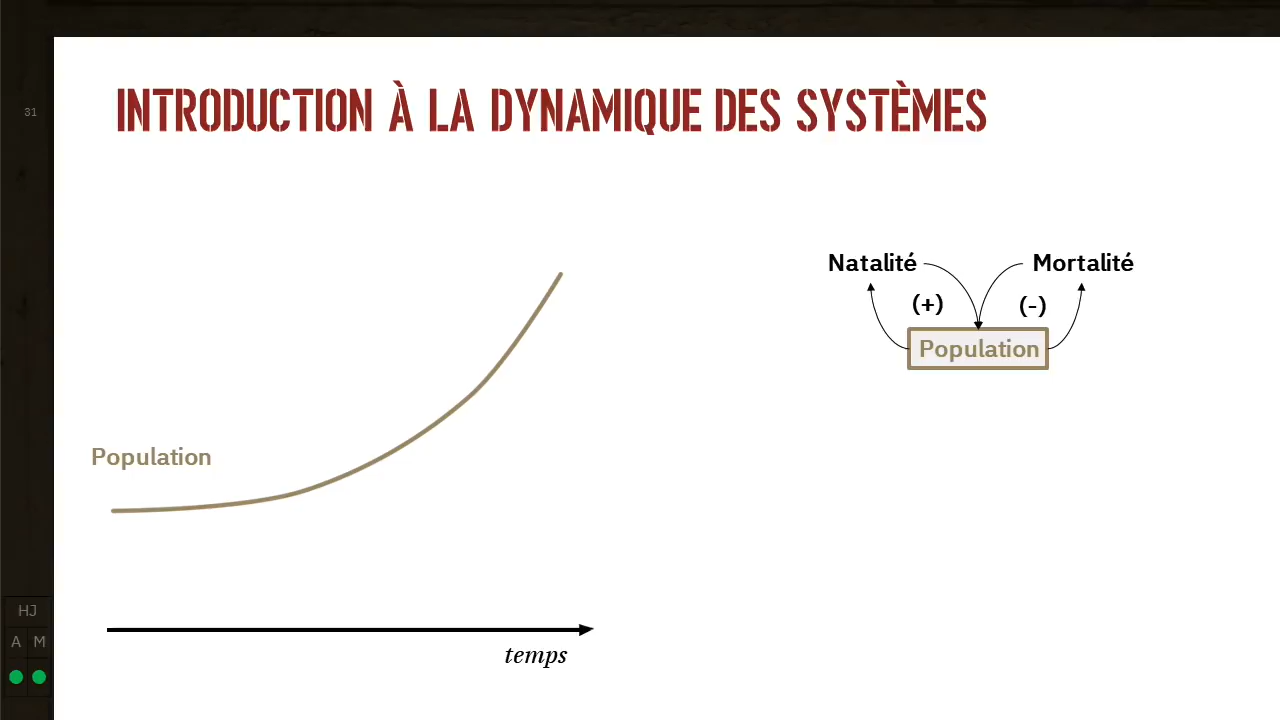 31
INTRODUCTION À LA DYNAMIQUE DES SYSTÈMES
Natalité
Mortalité
(+)
(-)
Population
Population
temps
HJ
A M